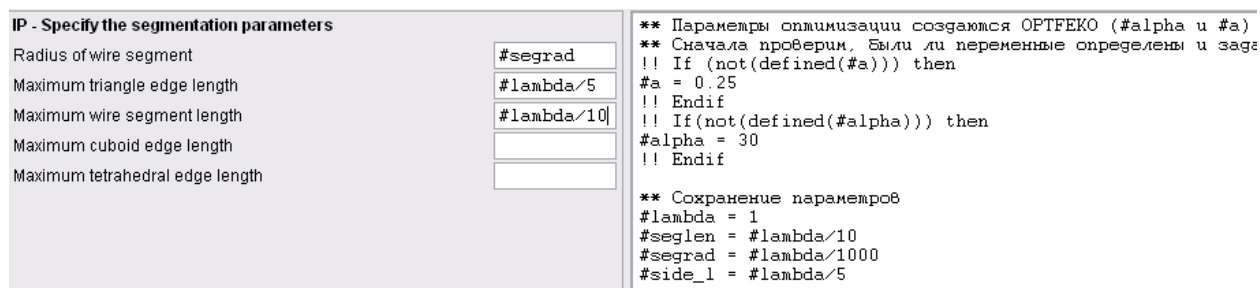 IP - Specify the segmentation parameters
Radius of wire segment #segrad
Maximum triangle edge length #lambda/5
Maximum wire segment length #lambda/10
Maximum cuboid edge length
Maximum tetrahedral edge length
** Параметры оптимизации создаются OPTFEKO (#alpha и #a)
** Сначала проверим, были ли переменные определены и
!! If (not(defined(#a))) then
#a = 0.25
!! Endif
!! If(not(defined(#alpha))) then
#alpha = 30
!! Endif
** Сохранение параметров
#lambda = 1
#seglen = #lambda/10
#segrad = #lambda/1000
#side_l = #lambda/5